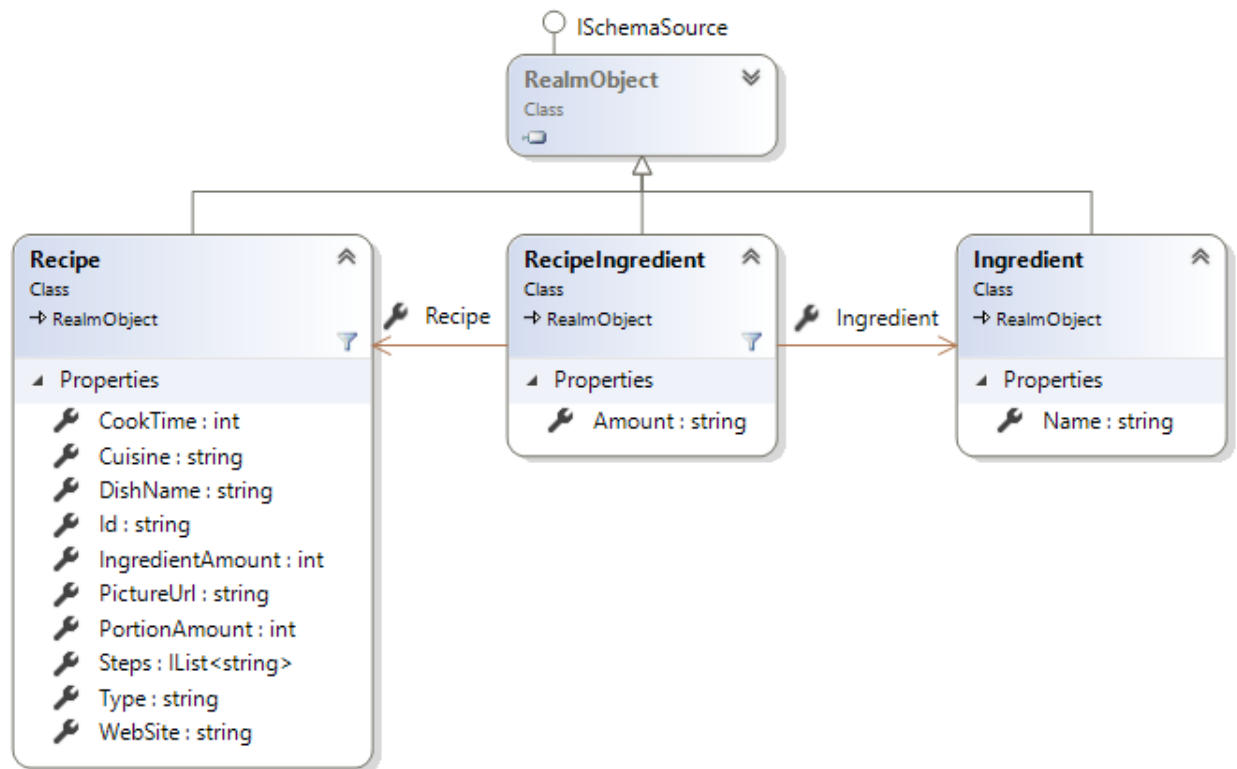 ISchemaSource
RealmObject
Class
Recipe
Class
RealmObject
Properties
CookTime : int
Cuisine : string
DishName : string
Id : string
IngredientAmount : int
PictureUrl : string
PortionAmount : int
Steps : IList<string>
Type : string
WebSite : string
Recipe
RecipeIngredient
Class
RealmObject
Properties
Amount : string
Ingredient
Ingredient
Class
RealmObject
Properties
Name : string